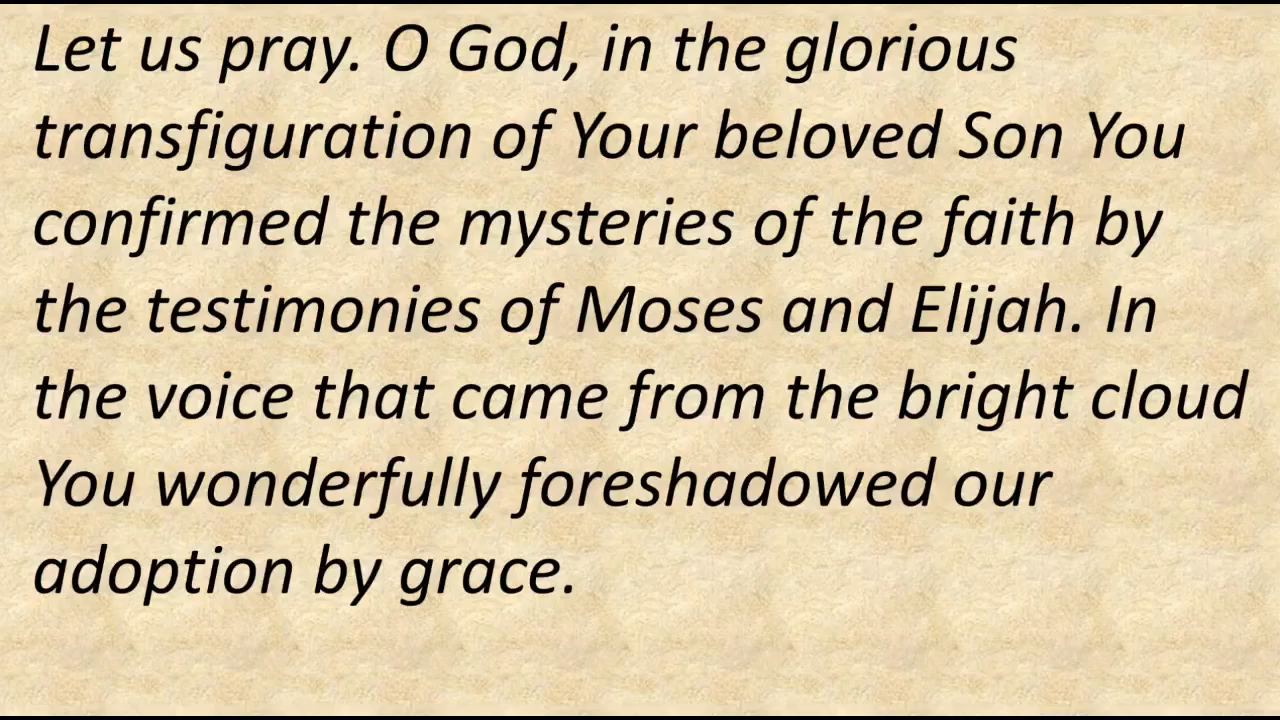 Let us pray. O God, in the glorious
transfiguration of Your beloved Son You
confirmed the mysteries of the faith by
the testimonies of Moses and Elijah. In
the voice that came from the bright cloud
You wonderfully foreshadowed our
adoption by grace.